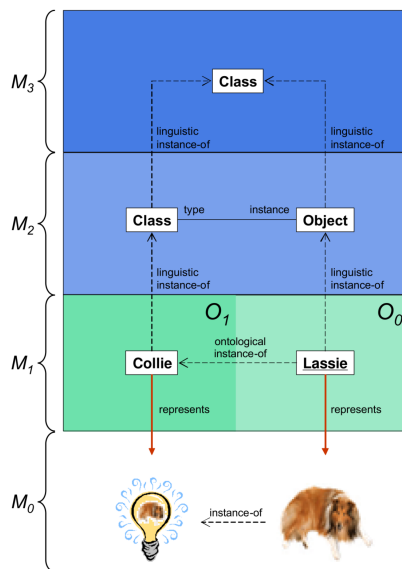 M3
Class
linguistic
instance-of
linguistic
instance-of
M2
Class
type
instance
Object
linguistic
instance-of
linguistic
instance-of
O1
O0
M1
Collie
ontological
instance-of
Lassie
represents
represents
M0
instance-of